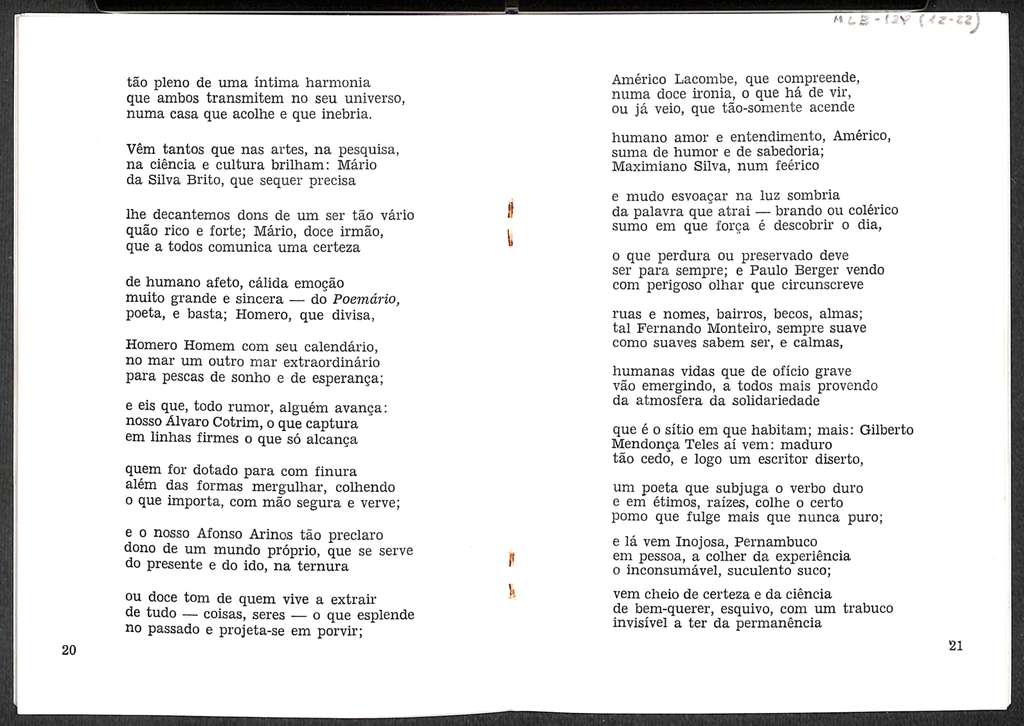 MLB - 124 (12-22)
tão pleno de uma íntima harmonia
que ambos transmitem no seu universo,
numa casa que acolhe e que inebria.
Vêm tantos que nas artes, na pesquisa,
na ciência e cultura brilham: Mário
da Silva Brito, que sequer precisa
lhe decantemos dons de um ser tão vário
quão rico e forte; Mário, doce irmão,
que a todos comunica uma certeza
de humano afeto, cálida emoção
muito grande e sincera — do Poemário,
poeta, e basta; Homero, que divisa,
Homero Homem com seu calendário,
no mar um outro mar extraordinário
para pescas de sonho e de esperança;
e eis que, todo rumor, alguém avança:
nosso Álvaro Cotrim, o que captura
em linhas firmes o que só alcança
quem for dotado para com finura
além das formas mergulhar, colhendo
o que importa, com mão segura e verve;
e o nosso Afonso Arinos tão preclaro
dono de um mundo próprio, que se serve
do presente e do ido, na ternura
ou doce tom de quem vive a extrair
de tudo — coisas, seres — o que esplende
no passado e projeta-se em porvir;
20
Américo Lacombe, que compreende,
numa doce ironia, o que há de vir,
ou já veio, que tão-somente acende
humano amor e entendimento, Américo,
suma de humor e de sabedoria;
Maximiano Silva, num feérico
e mudo esvoaçar na luz sombria
da palavra que atrai — brando ou colérico
sumo em que força é descobrir o dia,
o que perdura ou preservado deve
ser para sempre; e Paulo Berger vendo
com perigoso olhar que circunscreve
ruas e nomes, bairros, becos, almas;
tal Fernando Monteiro, sempre suave
como suaves sabem ser, e calmas,
humanas vidas que de ofício grave
vão emergindo, a todos mais provendo
da atmosfera da solidariedade
que é o sítio em que habitam; mais: Gilberto
Mendonça Teles aí vem: maduro
tão cedo, e logo um escritor diserto,
um poeta que subjuga o verbo duro
e em étimos, raízes, colhe o certo
pomo que fulge mais que nunca puro;
e lá vem Inojosa, Pernambuco
em pessoa, a colher da experiência
o inconsumável, suculento suco;
vem cheio de certeza e da ciência
de bem-querer, esquivo, com um trabuco
invisível a ter da permanência
21